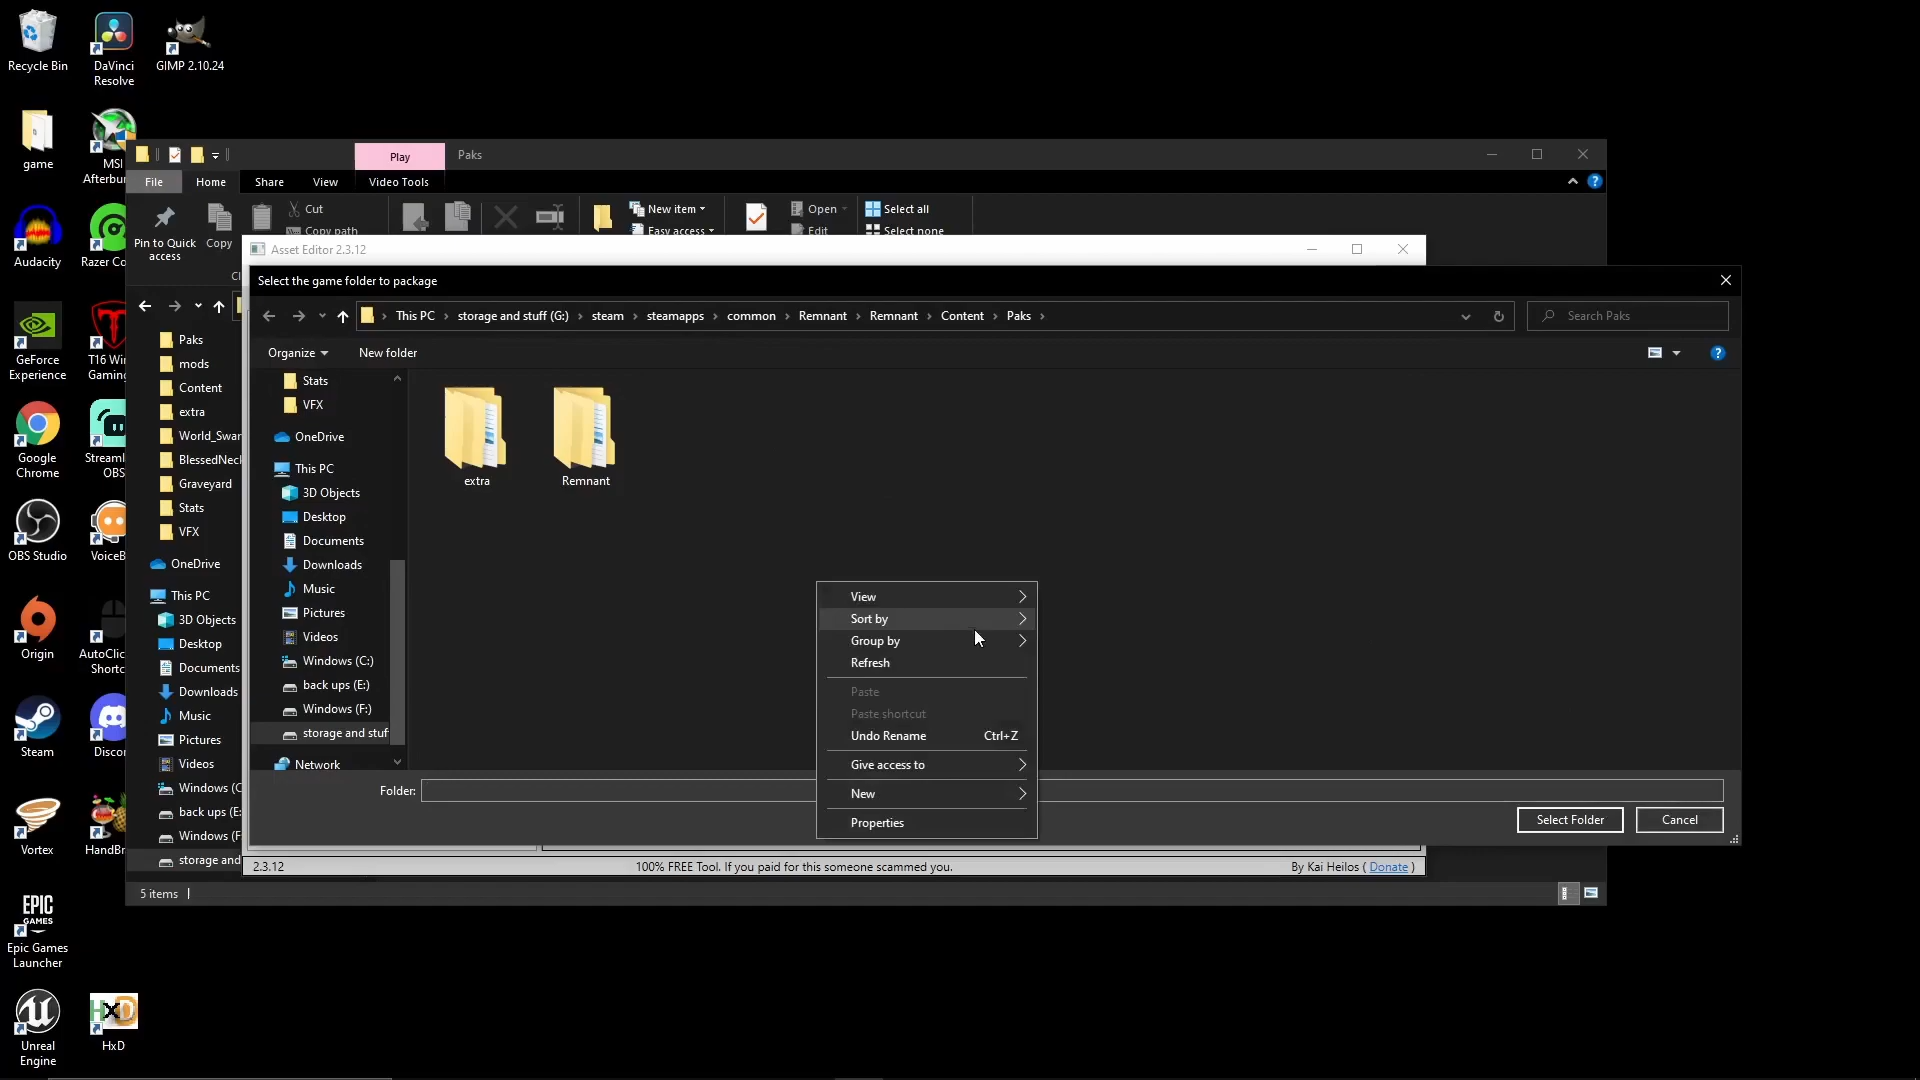 Recycle Bin
DaVinci
Resolve
GIMP 2.10.24
game
MSI
Afterbur
Audacity
Razer Co
GeForce
Experience
T16 Wi
Gaming
Google
Chrome
Streaml
OBS
OBS Studio
VoiceB
Origin
AutoClic
Shortc
Steam
Discor
Vortex
HandBr
EPIC
GAMES
Epic Games
Launcher
Unreal
Engine
HxD
HxD
Play
Paks
File
Home
Share
View
Video Tools
Pin to Quick
access
Copy
Cut
Copy path
New item
Easy access
Open
Edit
Select all
Select none
Cl
Paks
mods
Content
extra
World_Swar
BlessedNeck
Graveyard
Stats
VFX
OneDrive
This PC
3D Objects
Desktop
Documents
Downloads
Music
Pictures
Videos
Windows (C
back ups (E:
Windows (F
storage and
5 items
Asset Editor 2.3.12
Select the game folder to package
This PC > storage and stuff (G:) > steam > steamapps > common > Remnant > Remnant > Content > Paks >
Search Paks
Organize
New folder
Stats
VFX
OneDrive
This PC
3D Objects
Desktop
Documents
Downloads
Music
Pictures
Videos
Windows (C:)
back ups (E:)
Windows (F:)
storage and stuf
Network
extra
Remnant
View
Sort by
Group by
Refresh
Paste
Paste shortcut
Undo Rename Ctrl+Z
Give access to
New
Properties
Folder:
Select Folder
Cancel
2.3.12
100% FREE Tool. If you paid for this someone scammed you.
By Kai Heilos ( Donate )